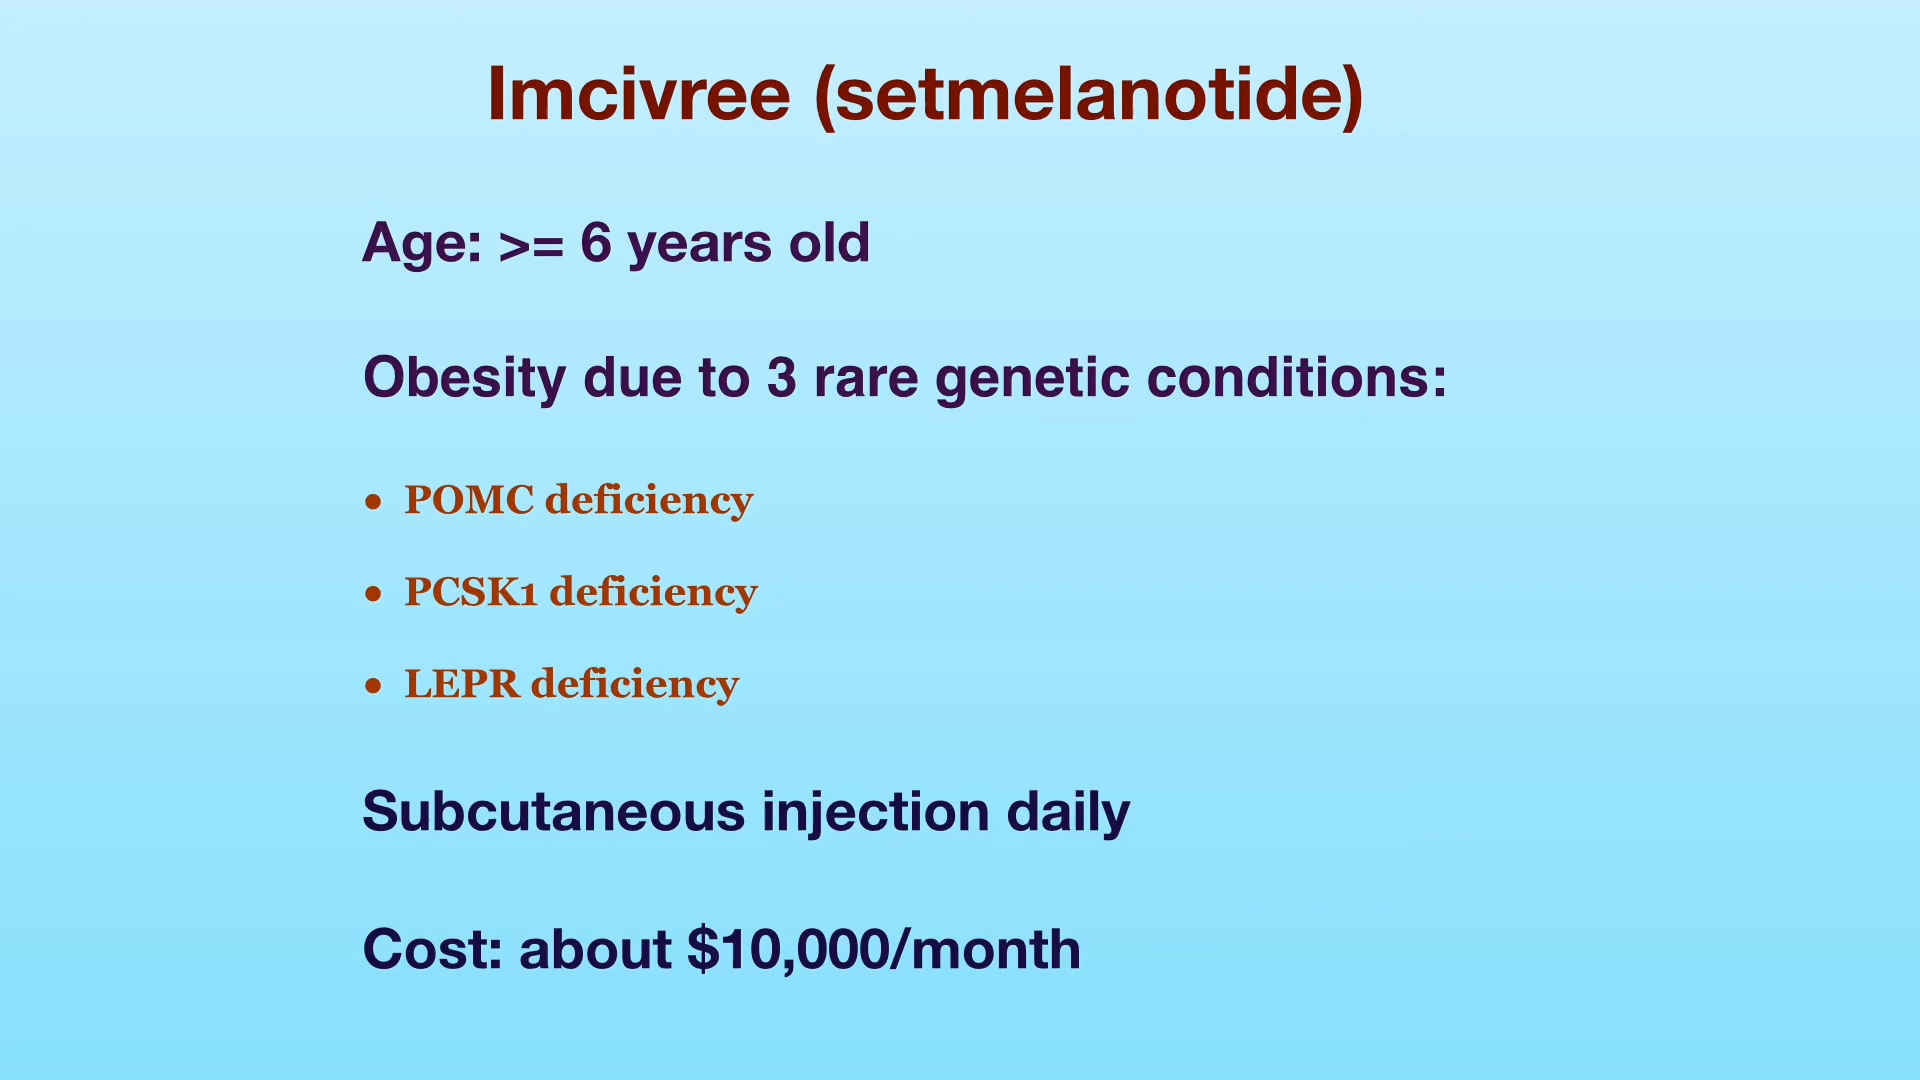 Imcivree (setmelanotide)
Age: >= 6 years old
Obesity due to 3 rare genetic conditions:
• POMC deficiency
• PCSK1 deficiency
• LEPR deficiency
Subcutaneous injection daily
Cost: about $10,000/month